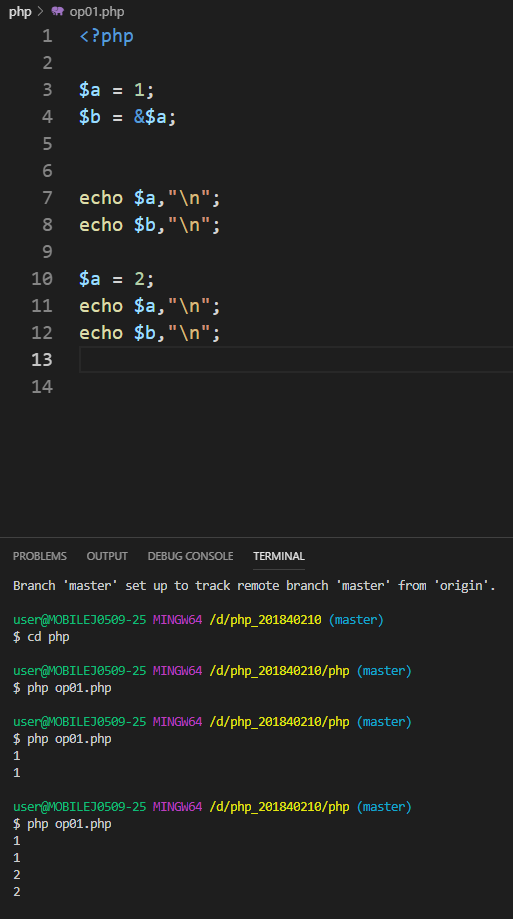 php > op01.php
1 <?php
2
3 $a = 1;
4 $b = &$a;
5
6
7 echo $a,"\n";
8 echo $b,"\n";
9
10 $a = 2;
11 echo $a,"\n";
12 echo $b,"\n";
13
14
PROBLEMS OUTPUT DEBUG CONSOLE TERMINAL
Branch 'master' set up to track remote branch 'master' from 'origin'.
user@MOBILEJ0509-25 MINGW64 /d/php_201840210 (master)
$ cd php
user@MOBILEJ0509-25 MINGW64 /d/php_201840210/php (master)
$ php op01.php
user@MOBILEJ0509-25 MINGW64 /d/php_201840210/php (master)
$ php op01.php
1
1
user@MOBILEJ0509-25 MINGW64 /d/php_201840210/php (master)
$ php op01.php
1
1
2
2